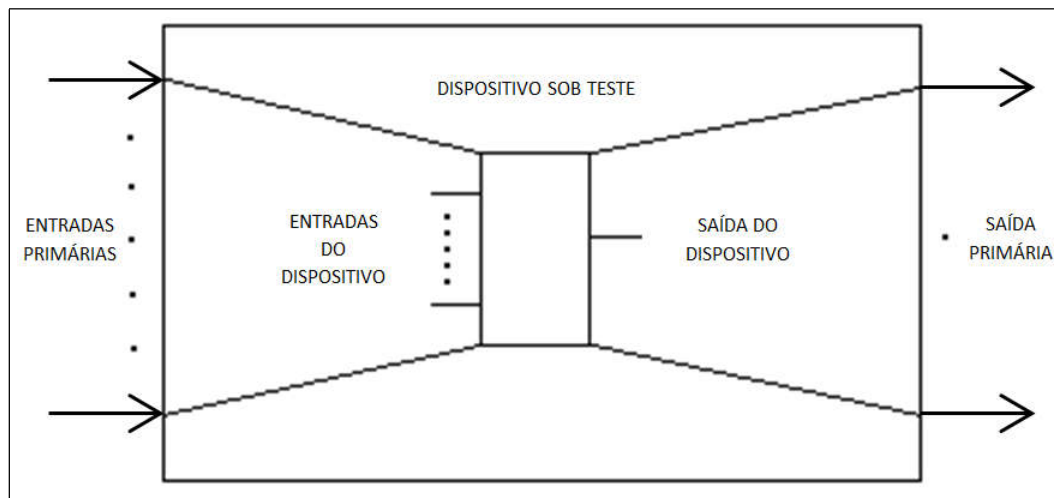 DISPOSITIVO SOB TESTE
ENTRADAS
PRIMÁRIAS
ENTRADAS
DO
DISPOSITIVO
SAÍDA DO
DISPOSITIVO
SAÍDA
PRIMÁRIA